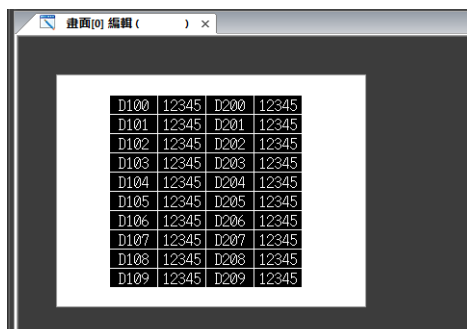 畫面[0] 編輯 ( ) ×
D100 12345 D200 12345
D101 12345 D201 12345
D102 12345 D202 12345
D103 12345 D203 12345
D104 12345 D204 12345
D105 12345 D205 12345
D106 12345 D206 12345
D107 12345 D207 12345
D108 12345 D208 12345
D109 12345 D209 12345